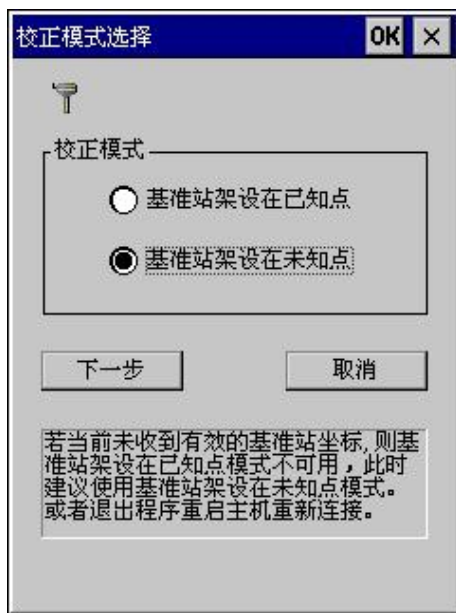 校正模式选择 OK ×
校正模式
基准站架设在已知点
基准站架设在未知点
下一步 取消
若当前未收到有效的基准站坐标,则基
准站架设在已知点模式不可用，此时
建议使用基准站架设在未知点模式。
或者退出程序重启主机重新连接。